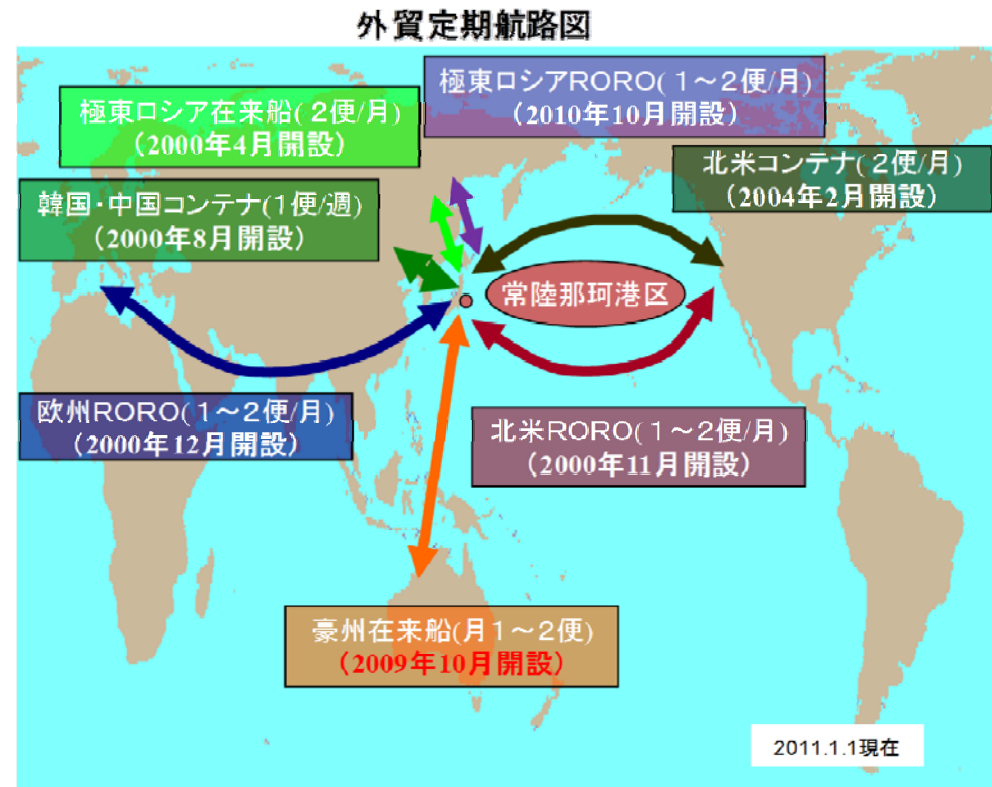 外貿定期航路図
極東ロシアRORO(１～２便/月)
（2010年10月開設）
極東ロシア在来船(２便/月)
（2000年4月開設）
北米コンテナ(２便/月)
（2004年2月開設）
韓国・中国コンテナ(１便/週)
（2000年8月開設）
常陸那珂港区
欧州RORO(１～２便/月)
（2000年12月開設）
北米RORO(１～２便/月)
（2000年11月開設）
豪州在来船(月１～２便)
（2009年10月開設）
2011.1.1現在